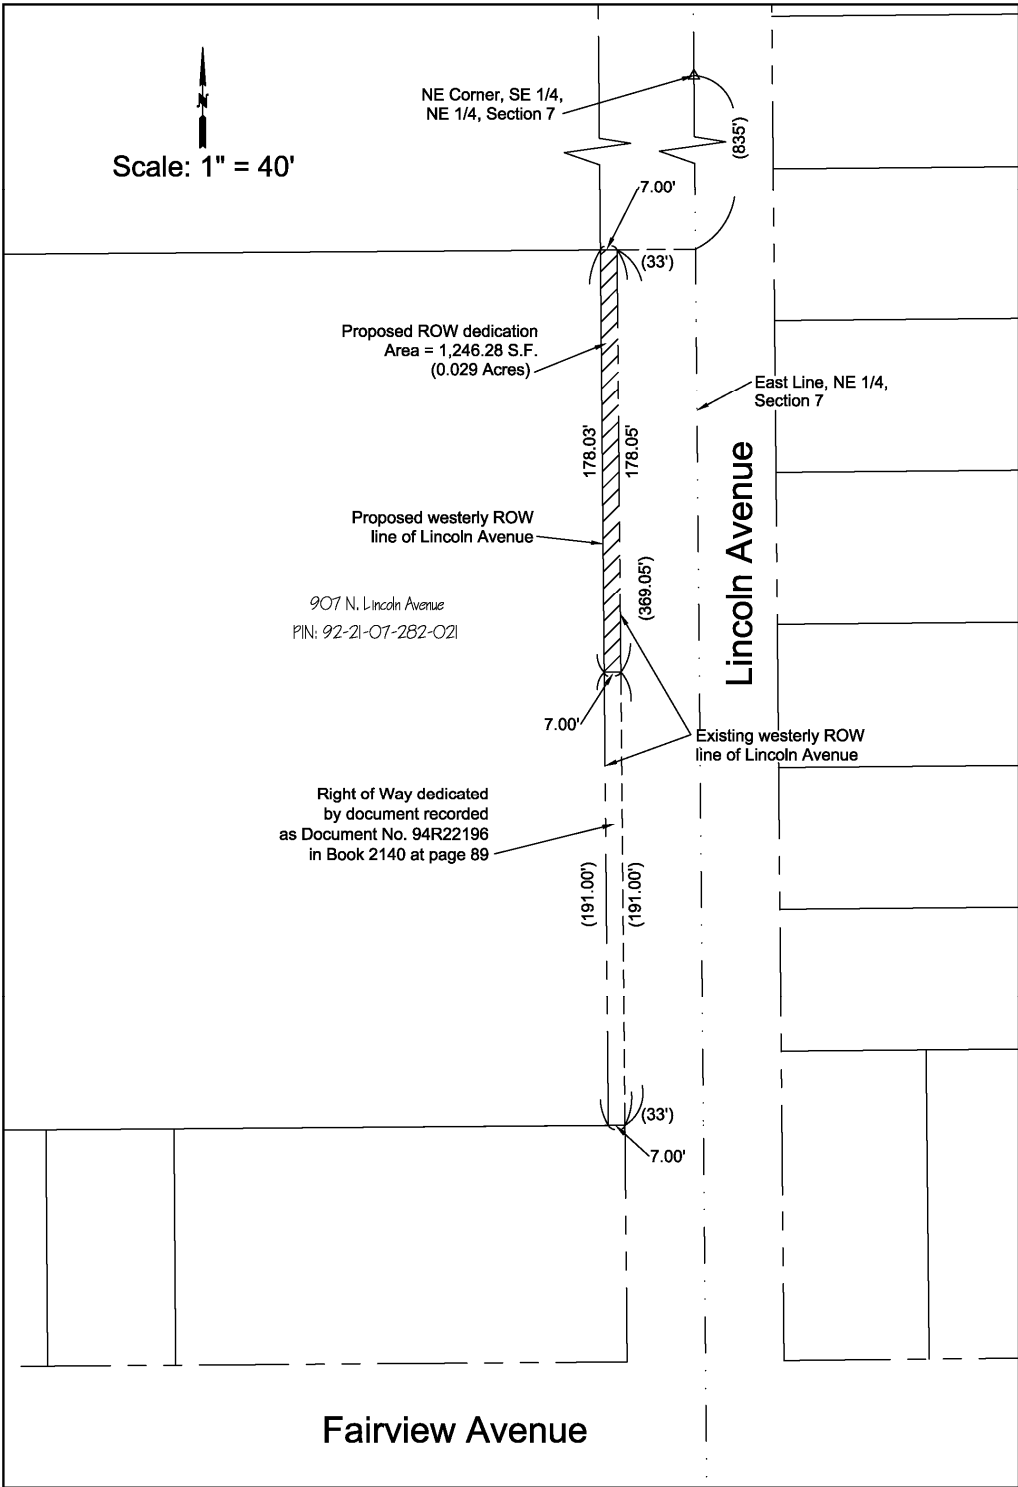 NE Corner, SE 1/4,
NE 1/4, Section 7
N
Scale: 1" = 40'
(835')
7.00'
(33')
Proposed ROW dedication
Area = 1,246.28 S.F.
(0.029 Acres)
East Line, NE 1/4,
Section 7
178.03'
178.05'
Lincoln Avenue
Proposed westerly ROW
line of Lincoln Avenue
(369.05')
907 N. Lincoln Avenue
PIN: 92-21-07-282-021
7.00'
Existing westerly ROW
line of Lincoln Avenue
Right of Way dedicated
by document recorded
as Document No. 94R22196
in Book 2140 at page 89
(191.00')
(191.00')
(33')
7.00'
Fairview Avenue